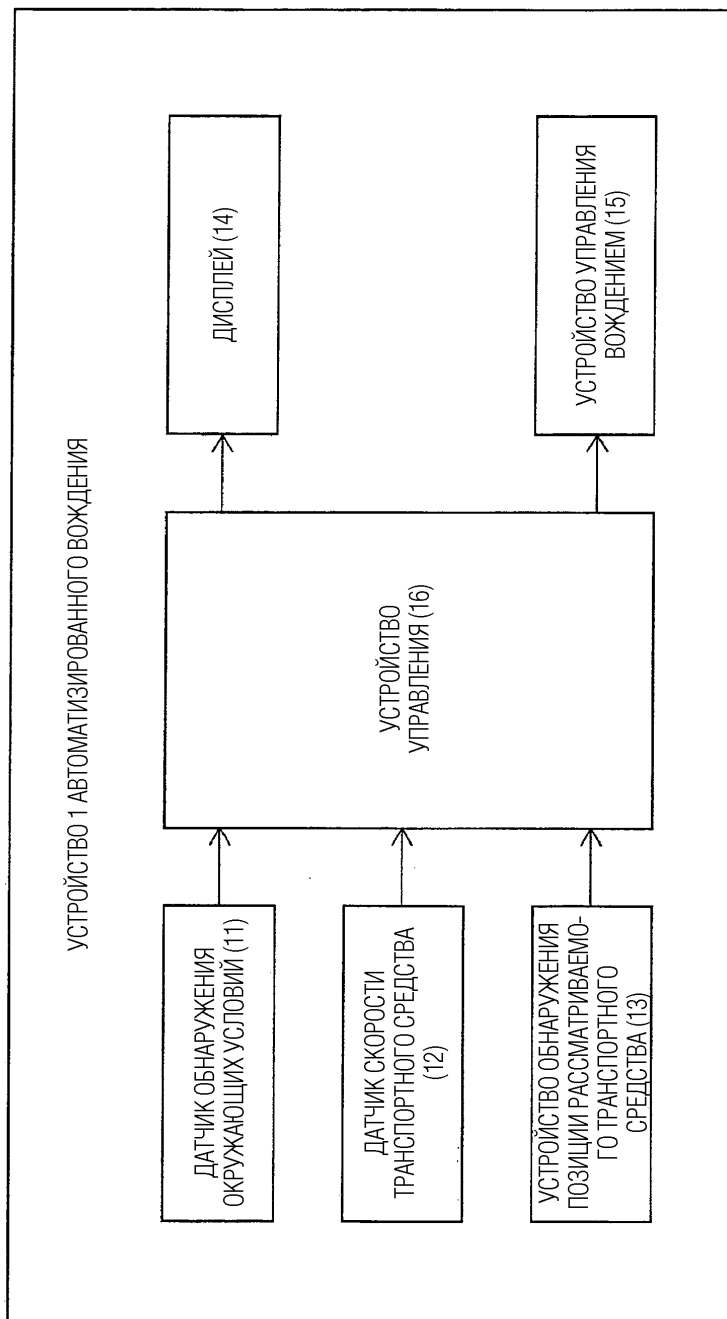 УСТРОЙСТВО 1 АВТОМАТИЗИРОВАННОГО ВОЖДЕНИЯ
ДАТЧИК ОБНАРУЖЕНИЯ
ОКРУЖАЮЩИХ УСЛОВИЙ (11)
ДАТЧИК СКОРОСТИ
ТРАНСПОРТНОГО СРЕДСТВА
(12)
УСТРОЙСТВО ОБНАРУЖЕНИЯ
ПОЗИЦИИ РАССМАТРИВАЕМО-
ГО ТРАНСПОРТНОГО
СРЕДСТВА (13)
УСТРОЙСТВО
УПРАВЛЕНИЯ (16)
ДИСПЛЕЙ (14)
УСТРОЙСТВО УПРАВЛЕНИЯ
ВОЖДЕНИЕМ (15)